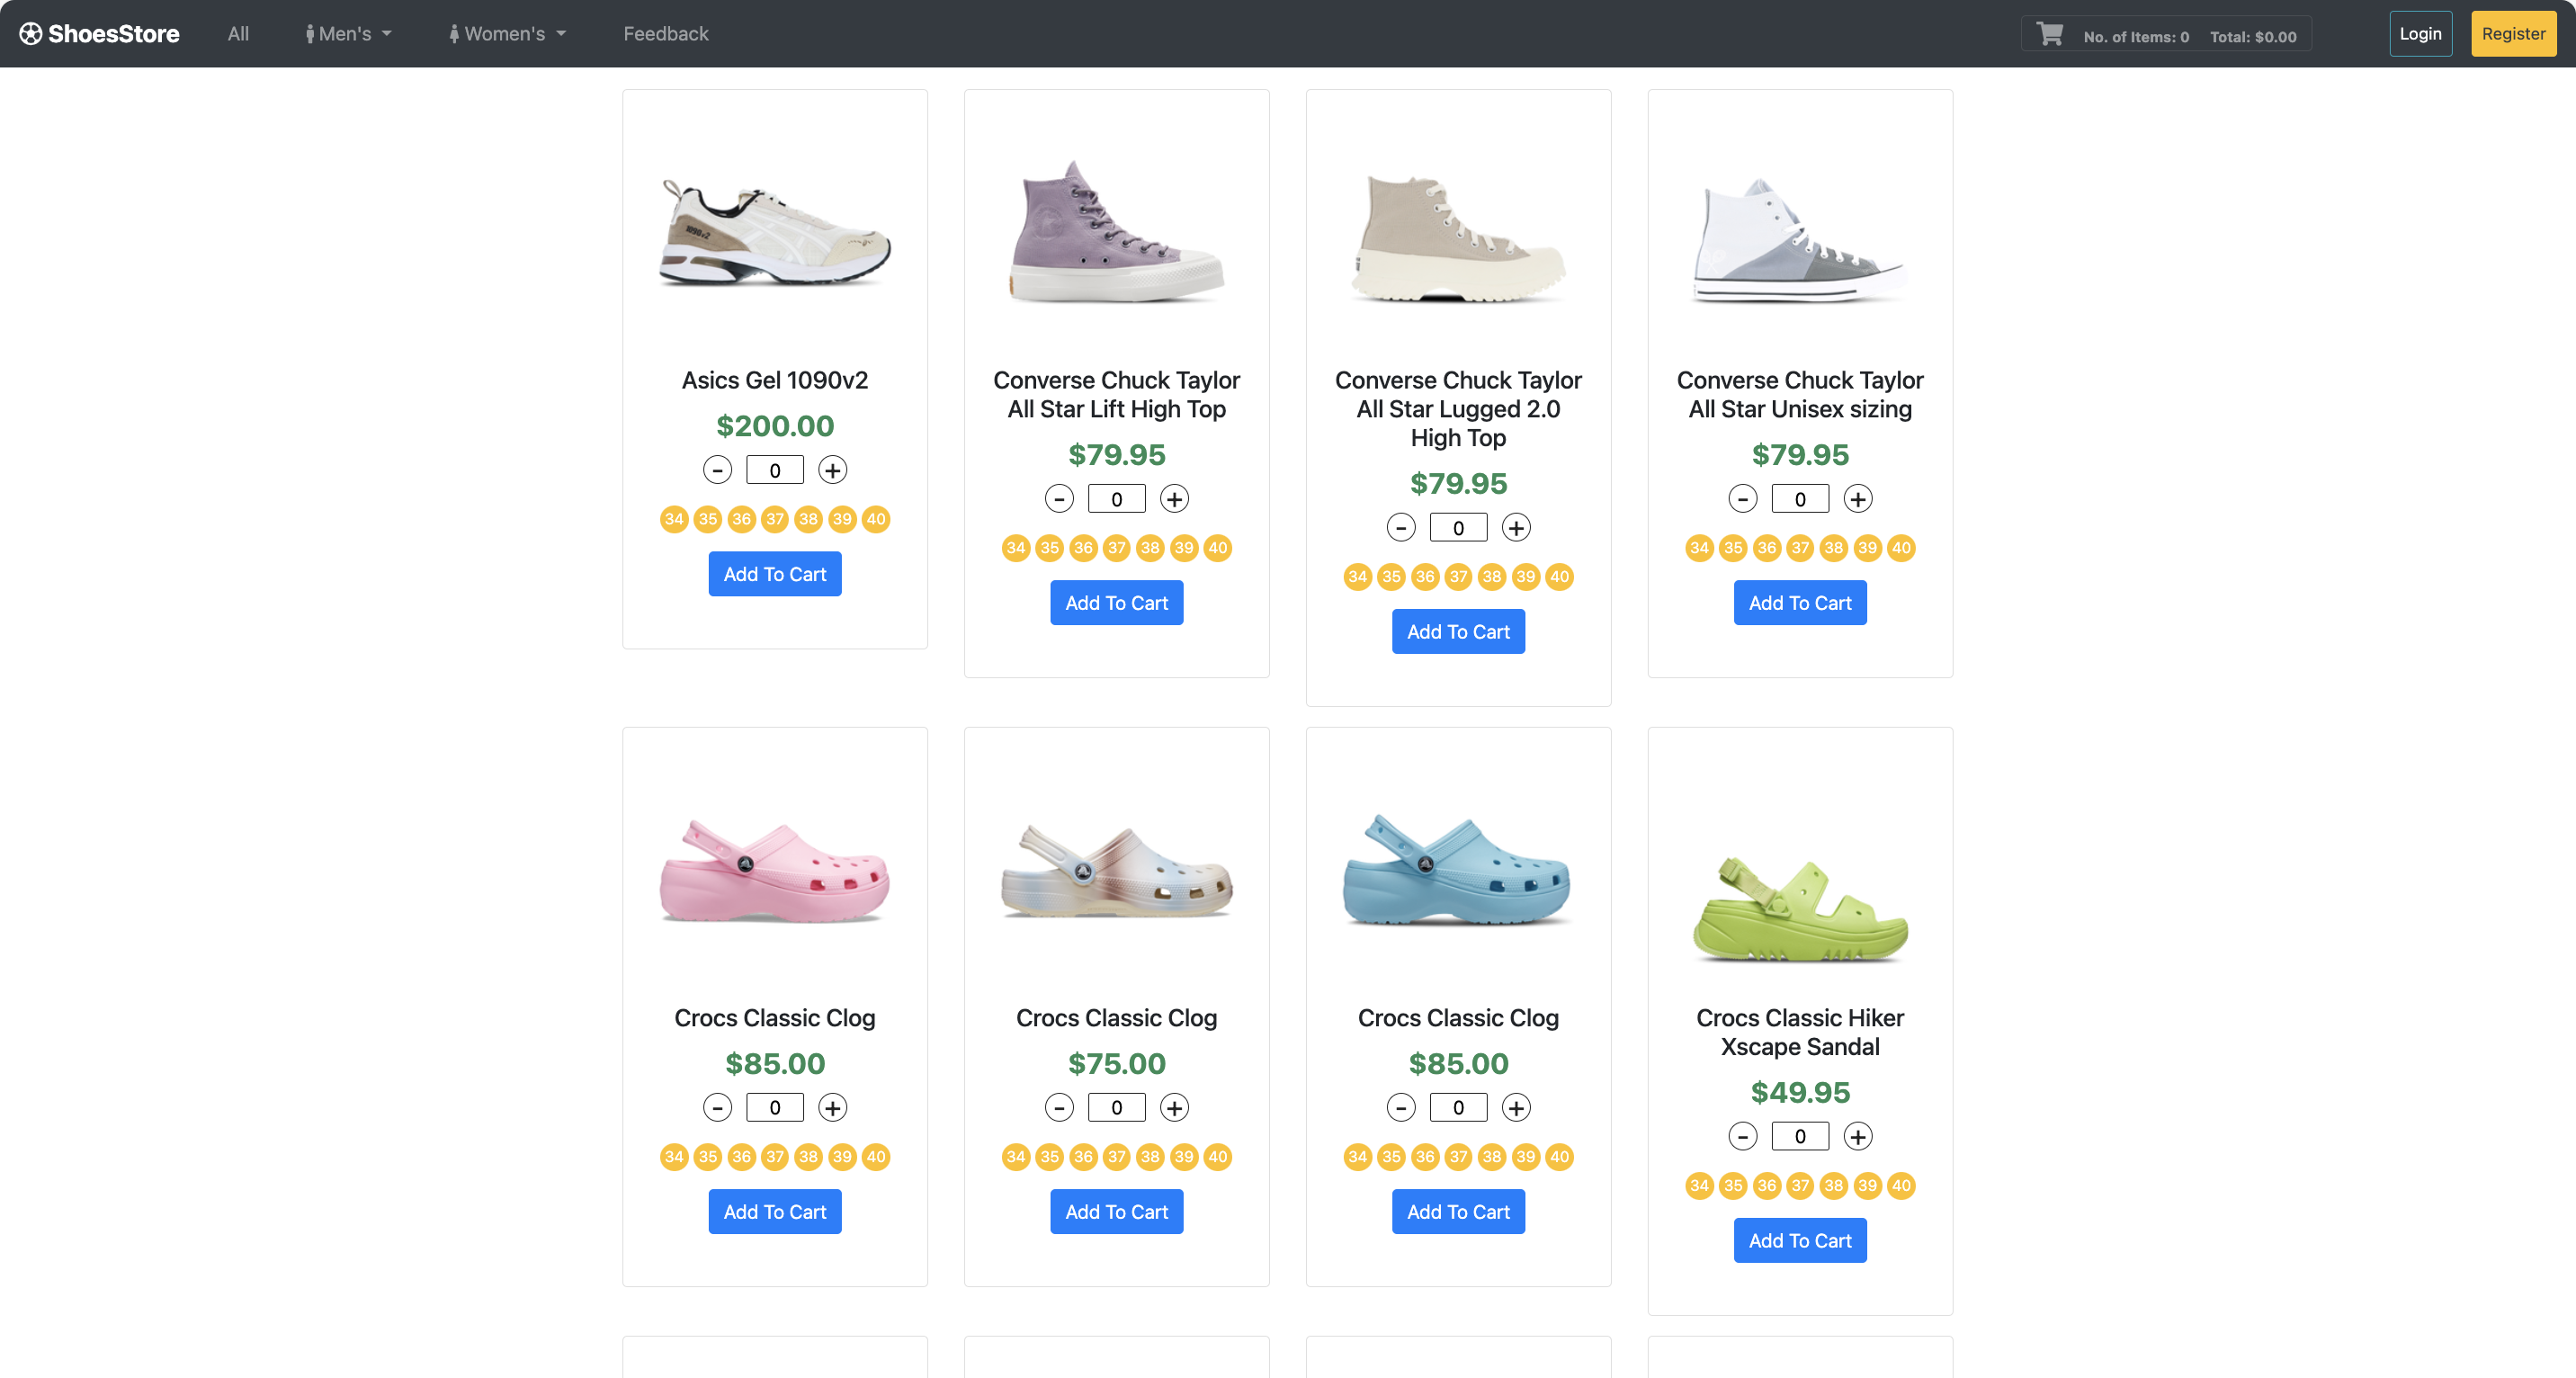 ShoesStore All Men's Women's Feedback No. of Items: 0 Total: $0.00 Login Register
1090v2
Asics Gel 1090v2
$200.00
- 0 +
34 35 36 37 38 39 40
Add To Cart
Converse Chuck Taylor
All Star Lift High Top
$79.95
- 0 +
34 35 36 37 38 39 40
Add To Cart
Converse Chuck Taylor
All Star Lugged 2.0
High Top
$79.95
- 0 +
34 35 36 37 38 39 40
Add To Cart
Converse Chuck Taylor
All Star Unisex sizing
$79.95
- 0 +
34 35 36 37 38 39 40
Add To Cart
Crocs Classic Clog
$85.00
- 0 +
34 35 36 37 38 39 40
Add To Cart
Crocs Classic Clog
$75.00
- 0 +
34 35 36 37 38 39 40
Add To Cart
Crocs Classic Clog
$85.00
- 0 +
34 35 36 37 38 39 40
Add To Cart
Crocs Classic Hiker
Xscape Sandal
$49.95
- 0 +
34 35 36 37 38 39 40
Add To Cart